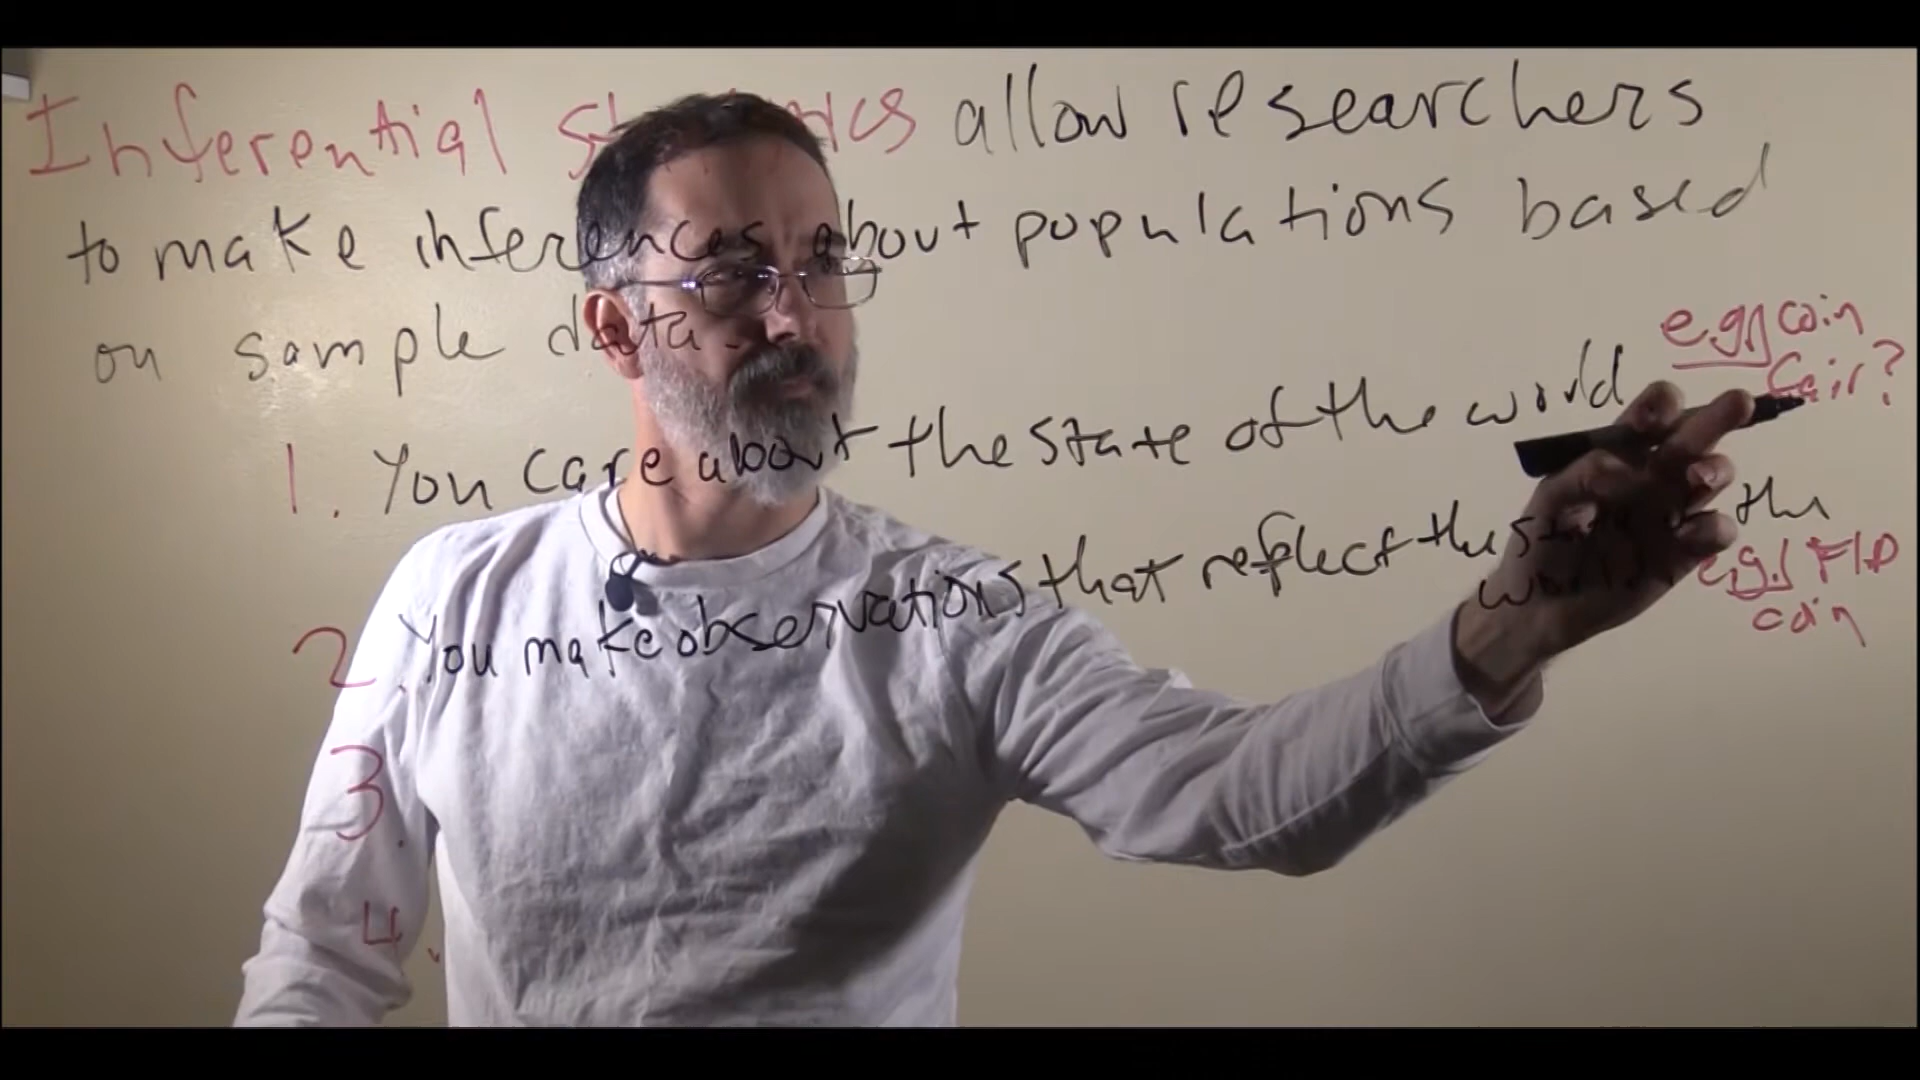 Inferential statistics allow researchers
to make inferences about populations based
on sample data.
1. You care about the state of the world
e.g., coin
fair?
2. You make observations that reflect the state of the
world
e.g., Flip
coin
3.
4.